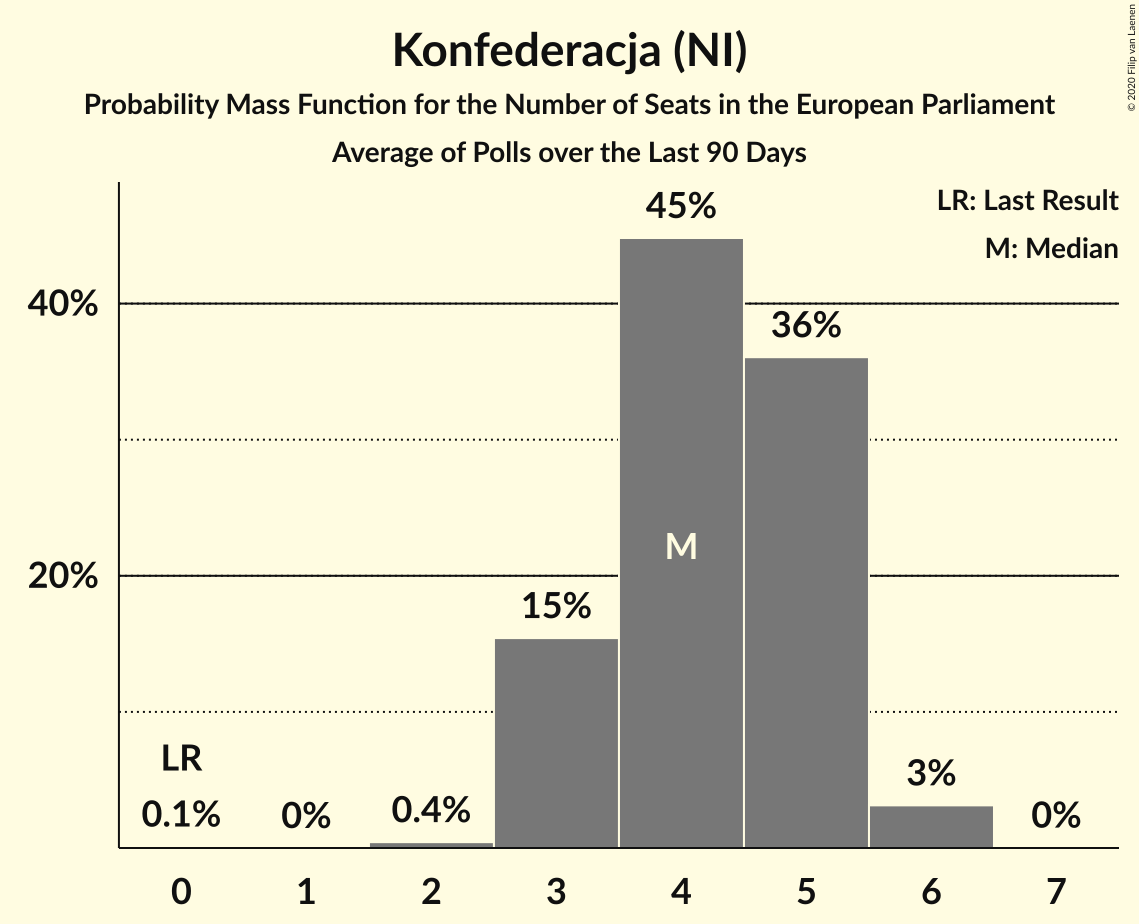 Konfederacja (NI)
Probability Mass Function for the Number of Seats in the European Parliament
Average of Polls over the Last 90 Days
© 2020 Filip van Laenen
LR: Last Result
M: Median
45%
40%
36%
M
20%
15%
LR
0.1%
0%
0.4%
3%
0%
0 1 2 3 4 5 6 7